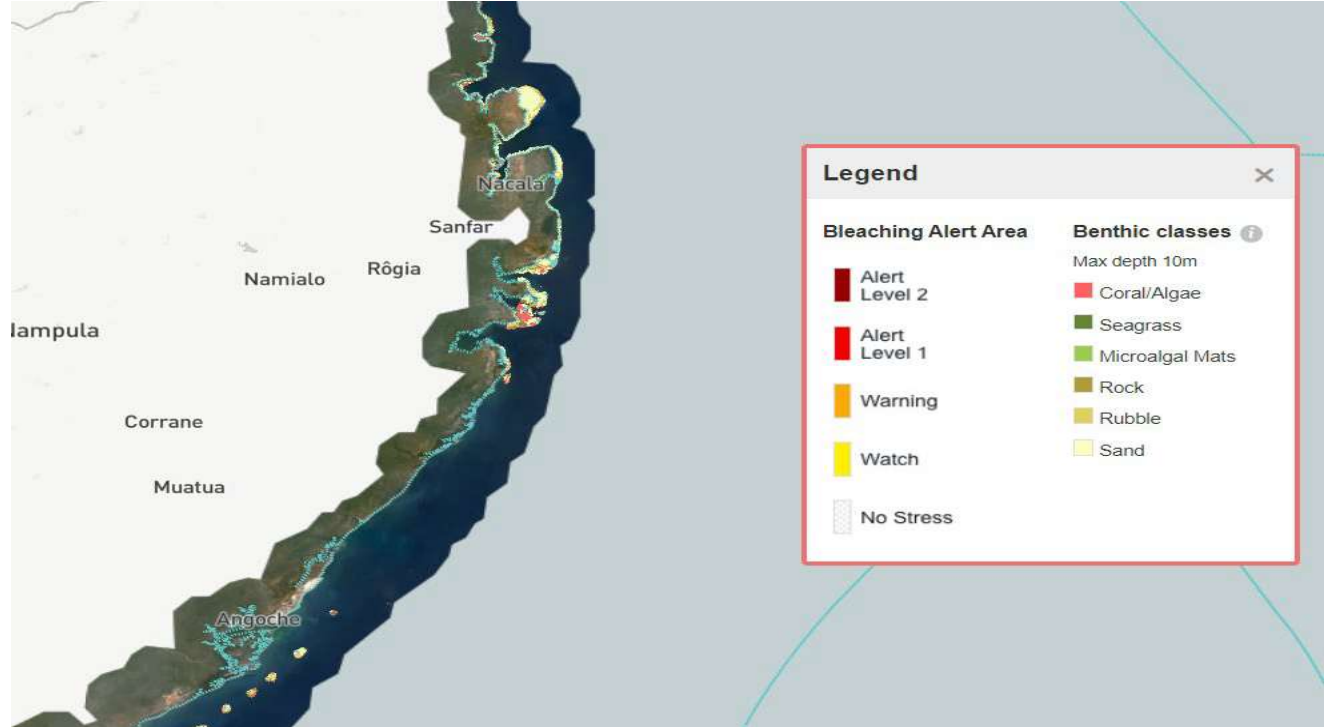 Nacala
Sanfar
Rôgia
Namialo
Nampula
Corrane
Muatua
Angoche
Legend
Bleaching Alert Area
Alert
Level 2
Alert
Level 1
Warning
Watch
No Stress
Benthic classes
Max depth 10m
Coral/Algae
Seagrass
Microalgal Mats
Rock
Rubble
Sand